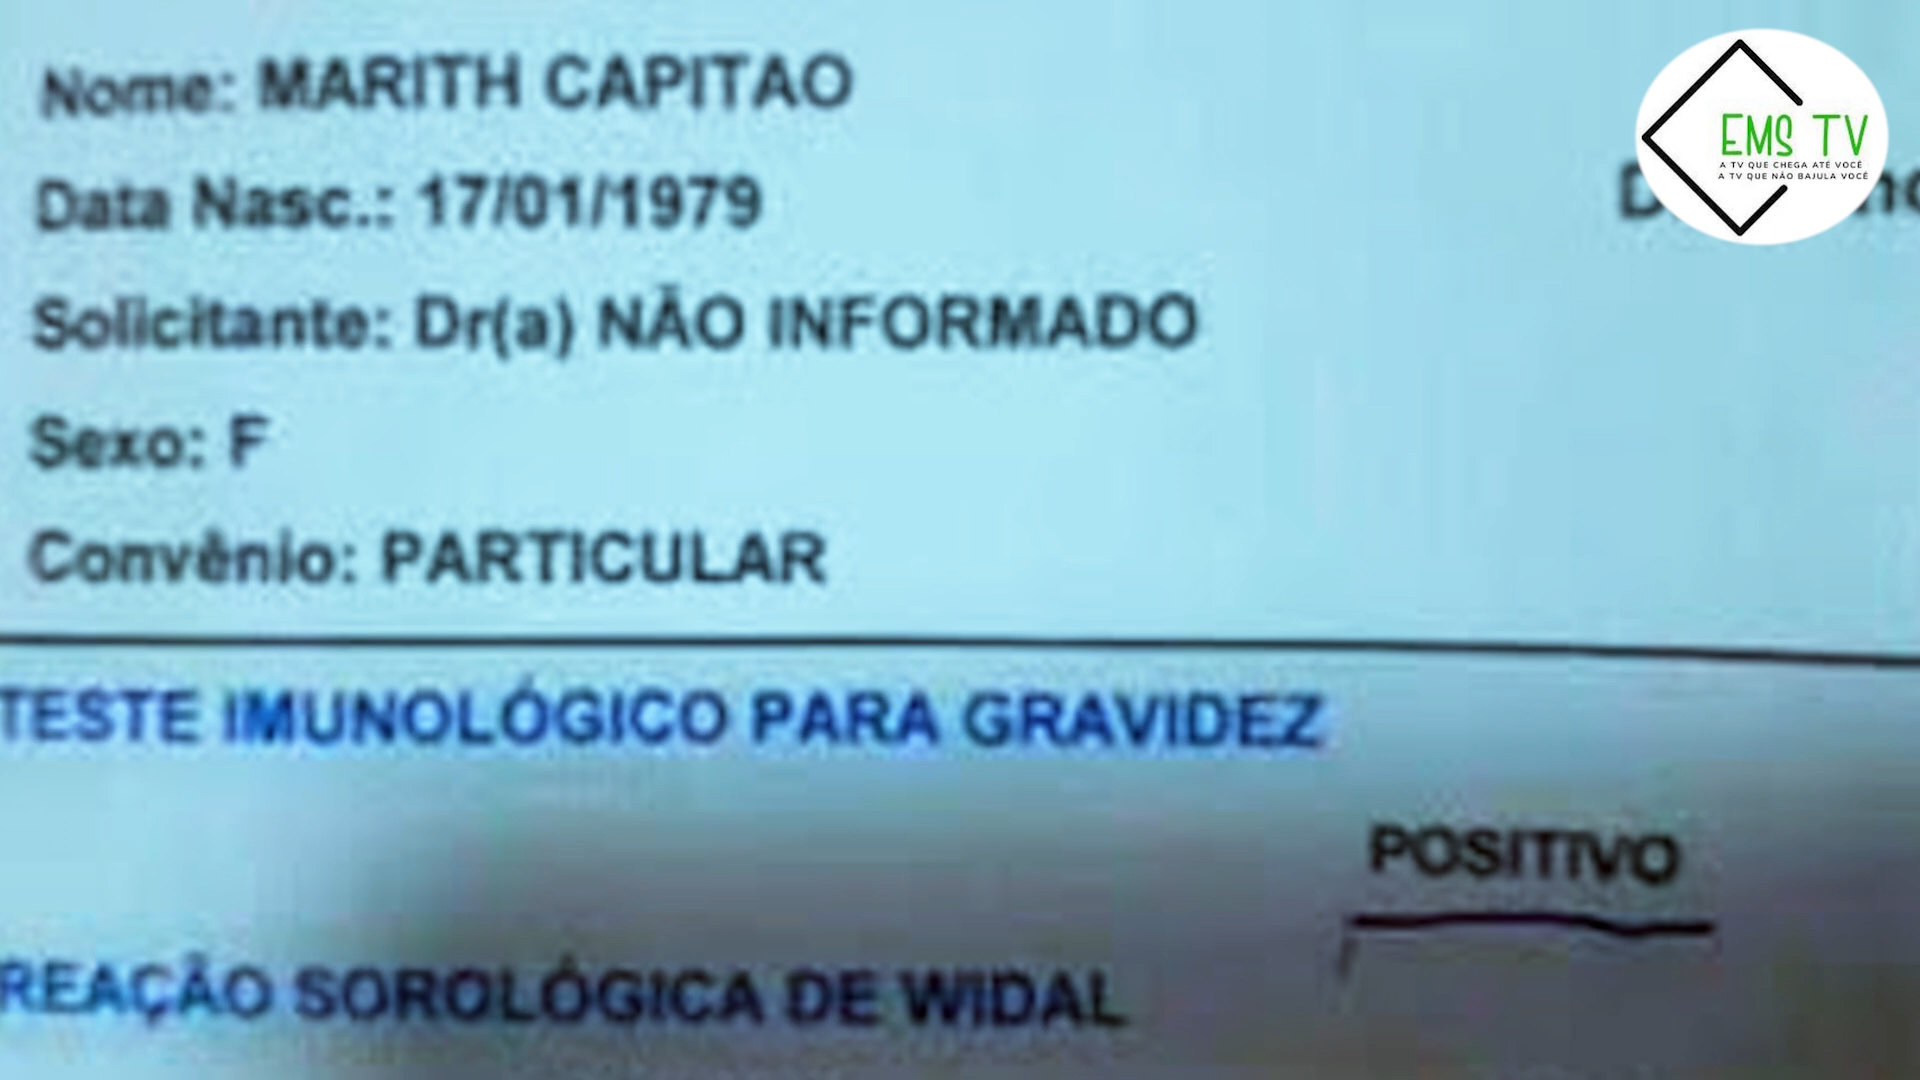 Nome: MARITH CAPITAO
Data Nasc.: 17/01/1979
Solicitante: Dr(a) NÃO INFORMADO
Sexo: F
Convênio: PARTICULAR
EMS TV
A TV QUE CHEGA ATÉ VOCÊ
A TV QUE NÃO BAJULA VOCÊ
TESTE IMUNOLÓGICO PARA GRAVIDEZ
POSITIVO
REAÇÃO SOROLÓGICA DE WIDAL